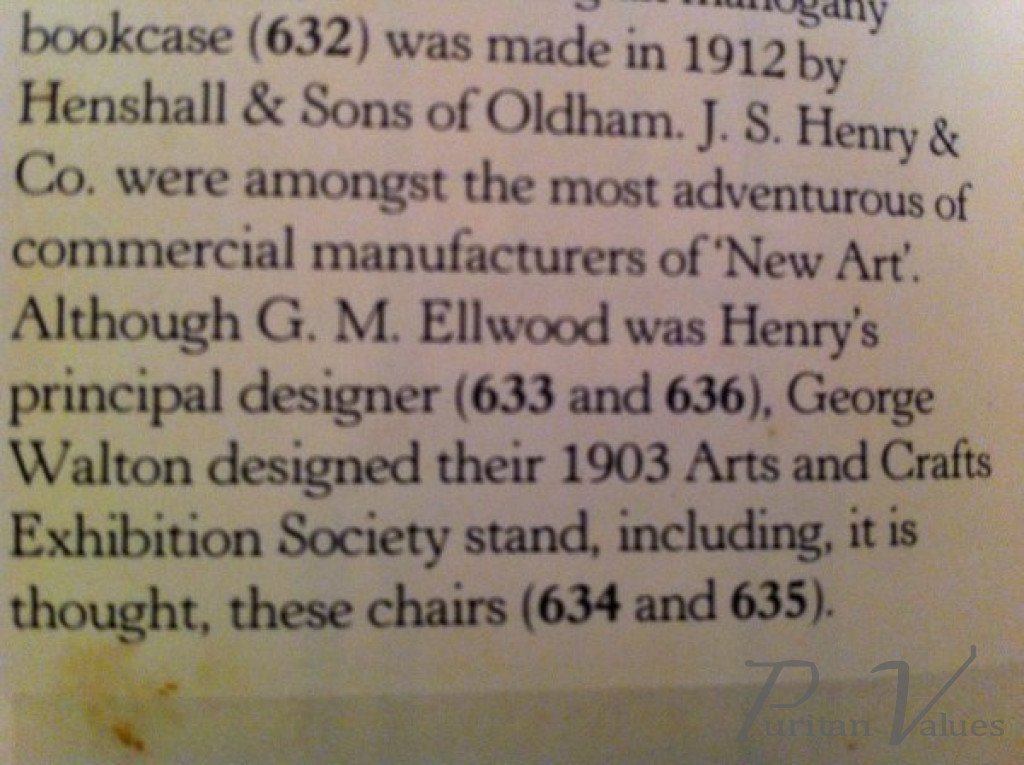 mahogany
bookcase (632) was made in 1912 by
Henshall & Sons of Oldham. J. S. Henry &
Co. were amongst the most adventurous of
commercial manufacturers of ‘New Art’.
Although G. M. Ellwood was Henry’s
principal designer (633 and 636), George
Walton designed their 1903 Arts and Crafts
Exhibition Society stand, including, it is
thought, these chairs (634 and 635).
Puritan Values